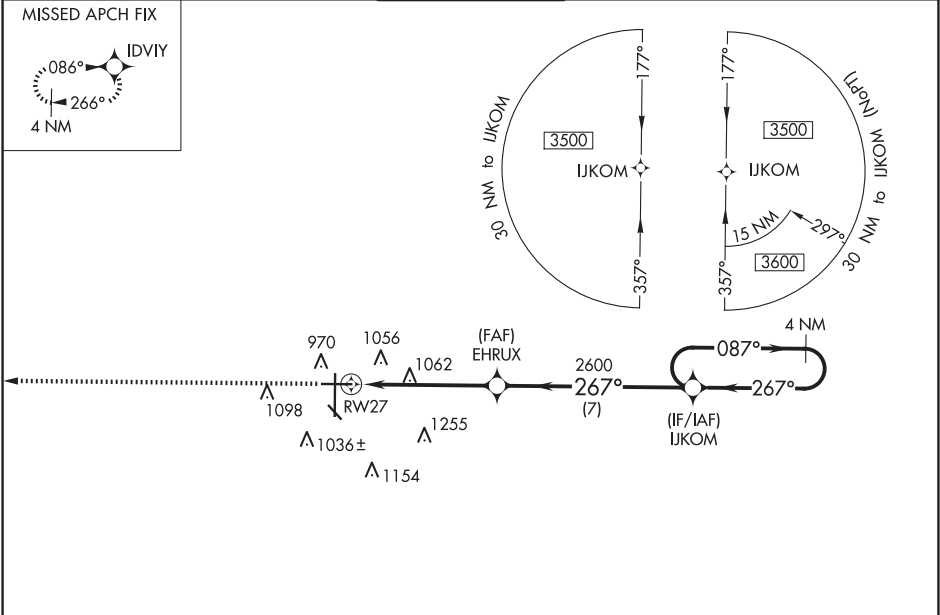 MISSED APCH FIX
IDVIY
086°
266°
4 NM
30 NM to IJKOM
177°
3500
IJKOM
357°
177°
30 NM to IJKOM (NoPT)
3500
IJKOM
15 NM
297°
3600
357°
970
1056
1062
1098
RW27
1036±
1255
1154
(FAF)
EHRUX
2600
267°
(7)
4 NM
087°
267°
(IF/IAF)
IJKOM